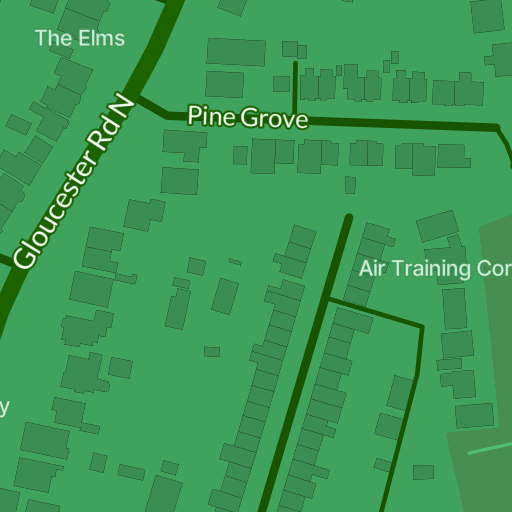 The Elms
Pine Grove
Gloucester Rd N
Air Training Cor
y